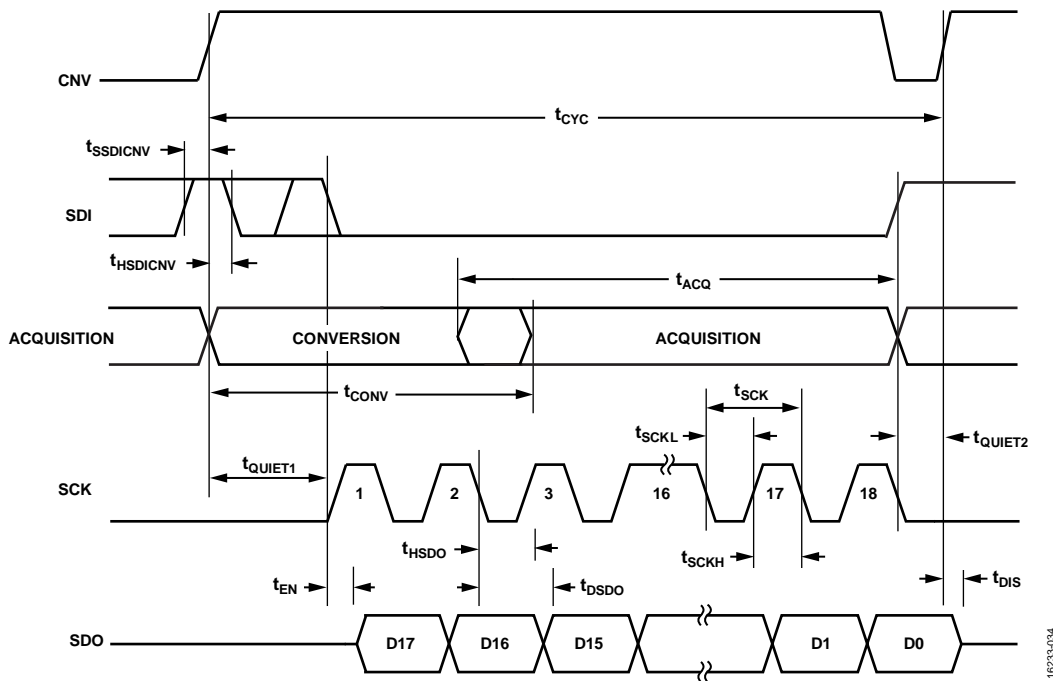 CNV
tCYC
tSSDICNV
SDI
tHSDICNV
tACQ
ACQUISITION
CONVERSION
ACQUISITION
tCONV
tSCK
tSCKL
tQUIET2
tQUIET1
SCK
1
2
3
16
17
18
tHSDO
tSCKH
tEN
tDSDO
tDIS
SDO
D17
D16
D15
D1
D0
16233-034